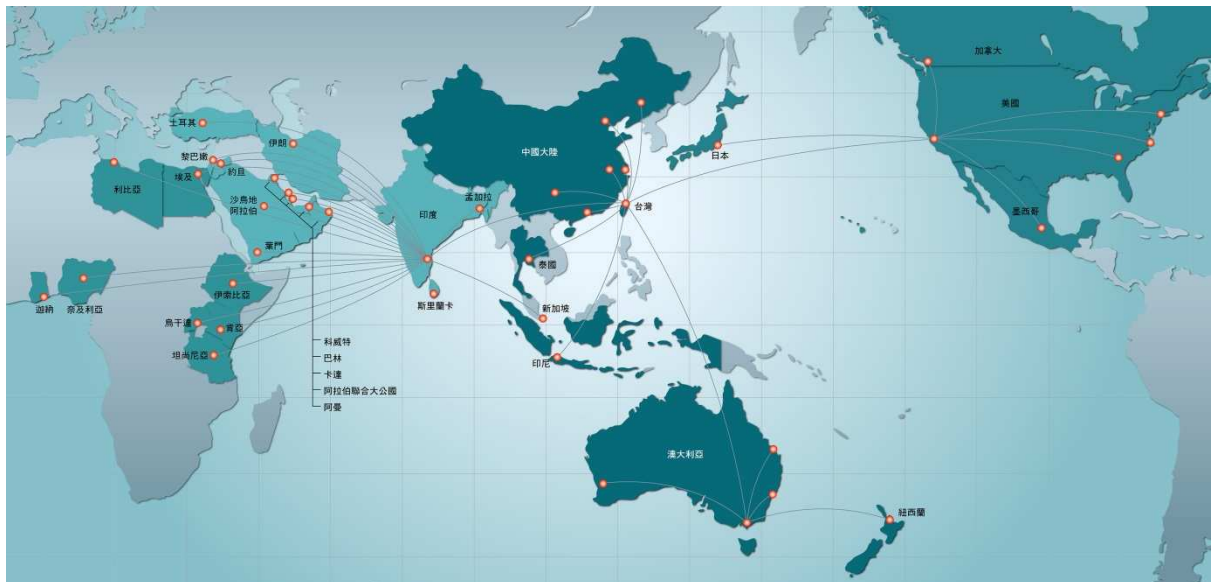 加拿大
美國
土耳其
伊朗
日本
中國大陸
黎巴嫩
約旦
埃及
利比亞
沙烏地
阿拉伯
印度
孟加拉
台灣
墨西哥
葉門
泰國
伊索比亞
斯里蘭卡
新加坡
迦納
奈及利亞
烏干達
肯亞
坦尚尼亞
科威特
巴林
卡達
阿拉伯聯合大公國
阿曼
印尼
澳大利亞
紐西蘭